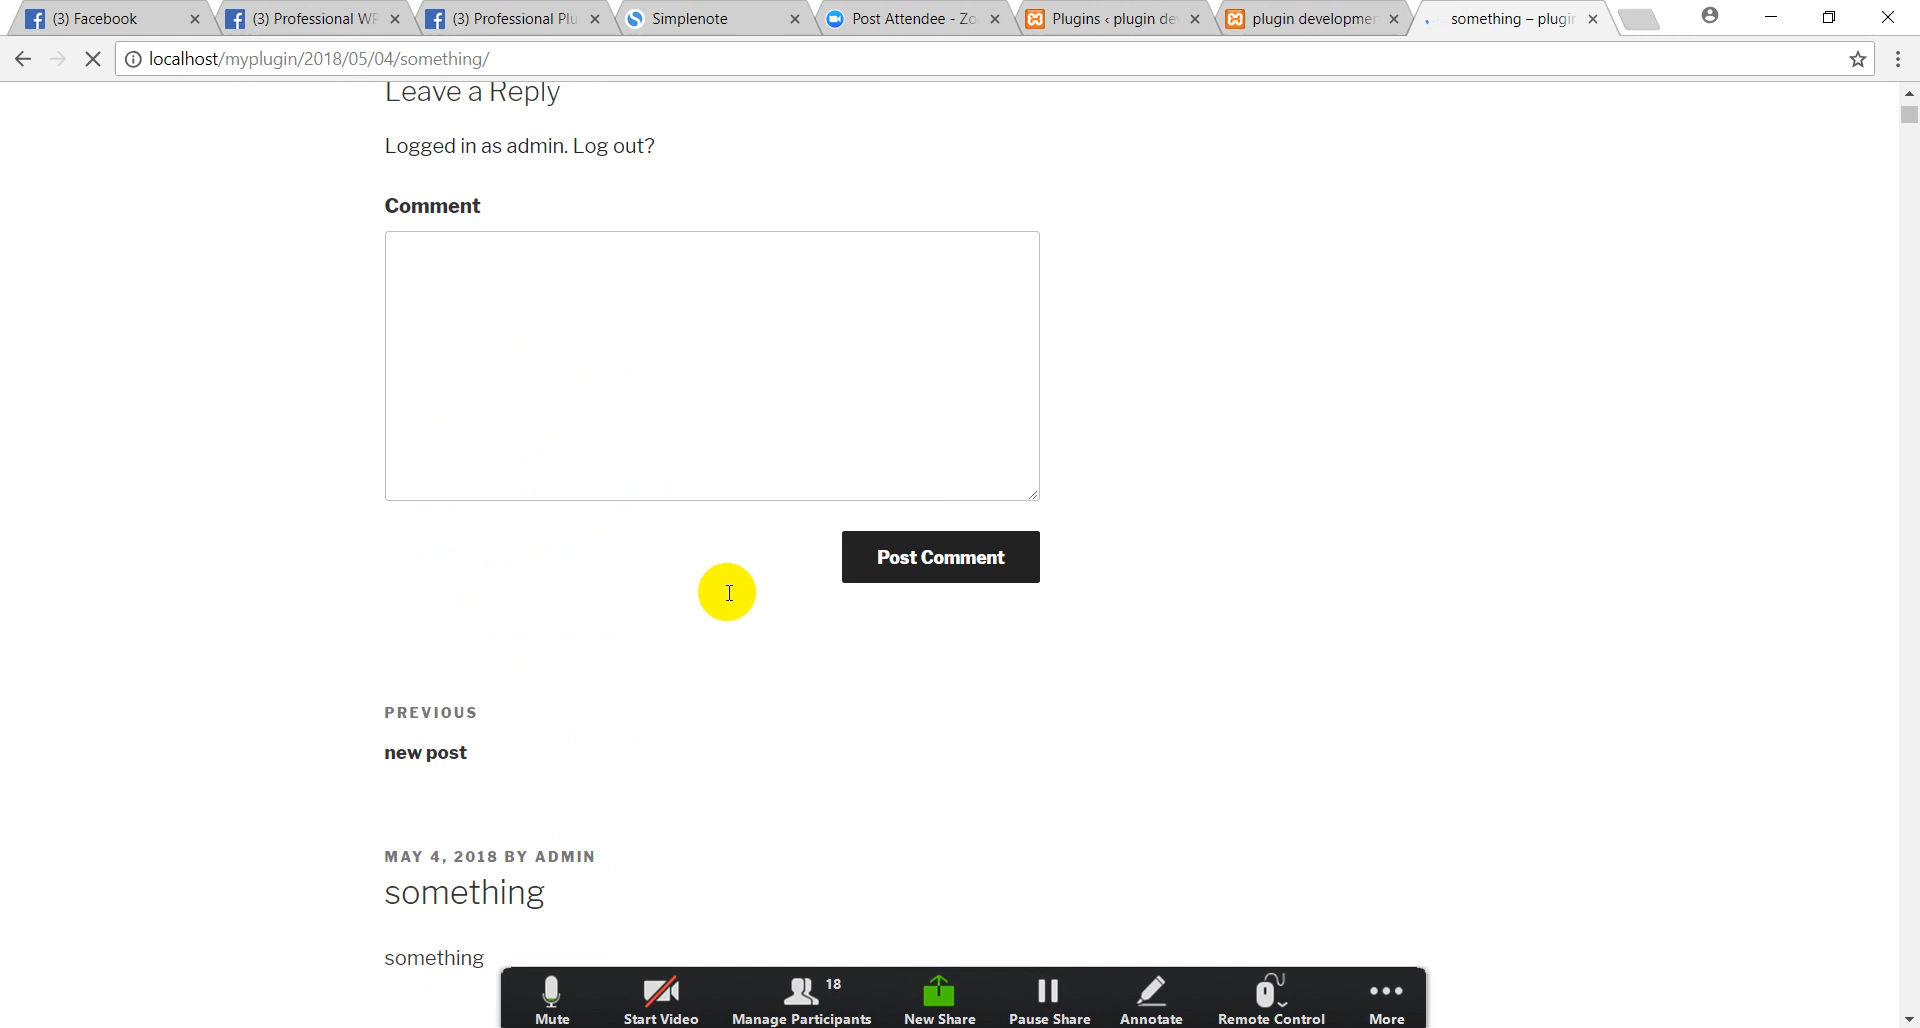 (3) Facebook
(3) Professional WP
(3) Professional Plu
Simplenote
Post Attendee - Zo
Plugins ‹ plugin de
plugin developmen
something – plugin
localhost/myplugin/2018/05/04/something/
Leave a Reply
Logged in as admin. Log out?
Comment
Post Comment
PREVIOUS
new post
MAY 4, 2018 BY ADMIN
something
something
Mute
Start Video
18
Manage Participants
New Share
Pause Share
Annotate
Remote Control
More